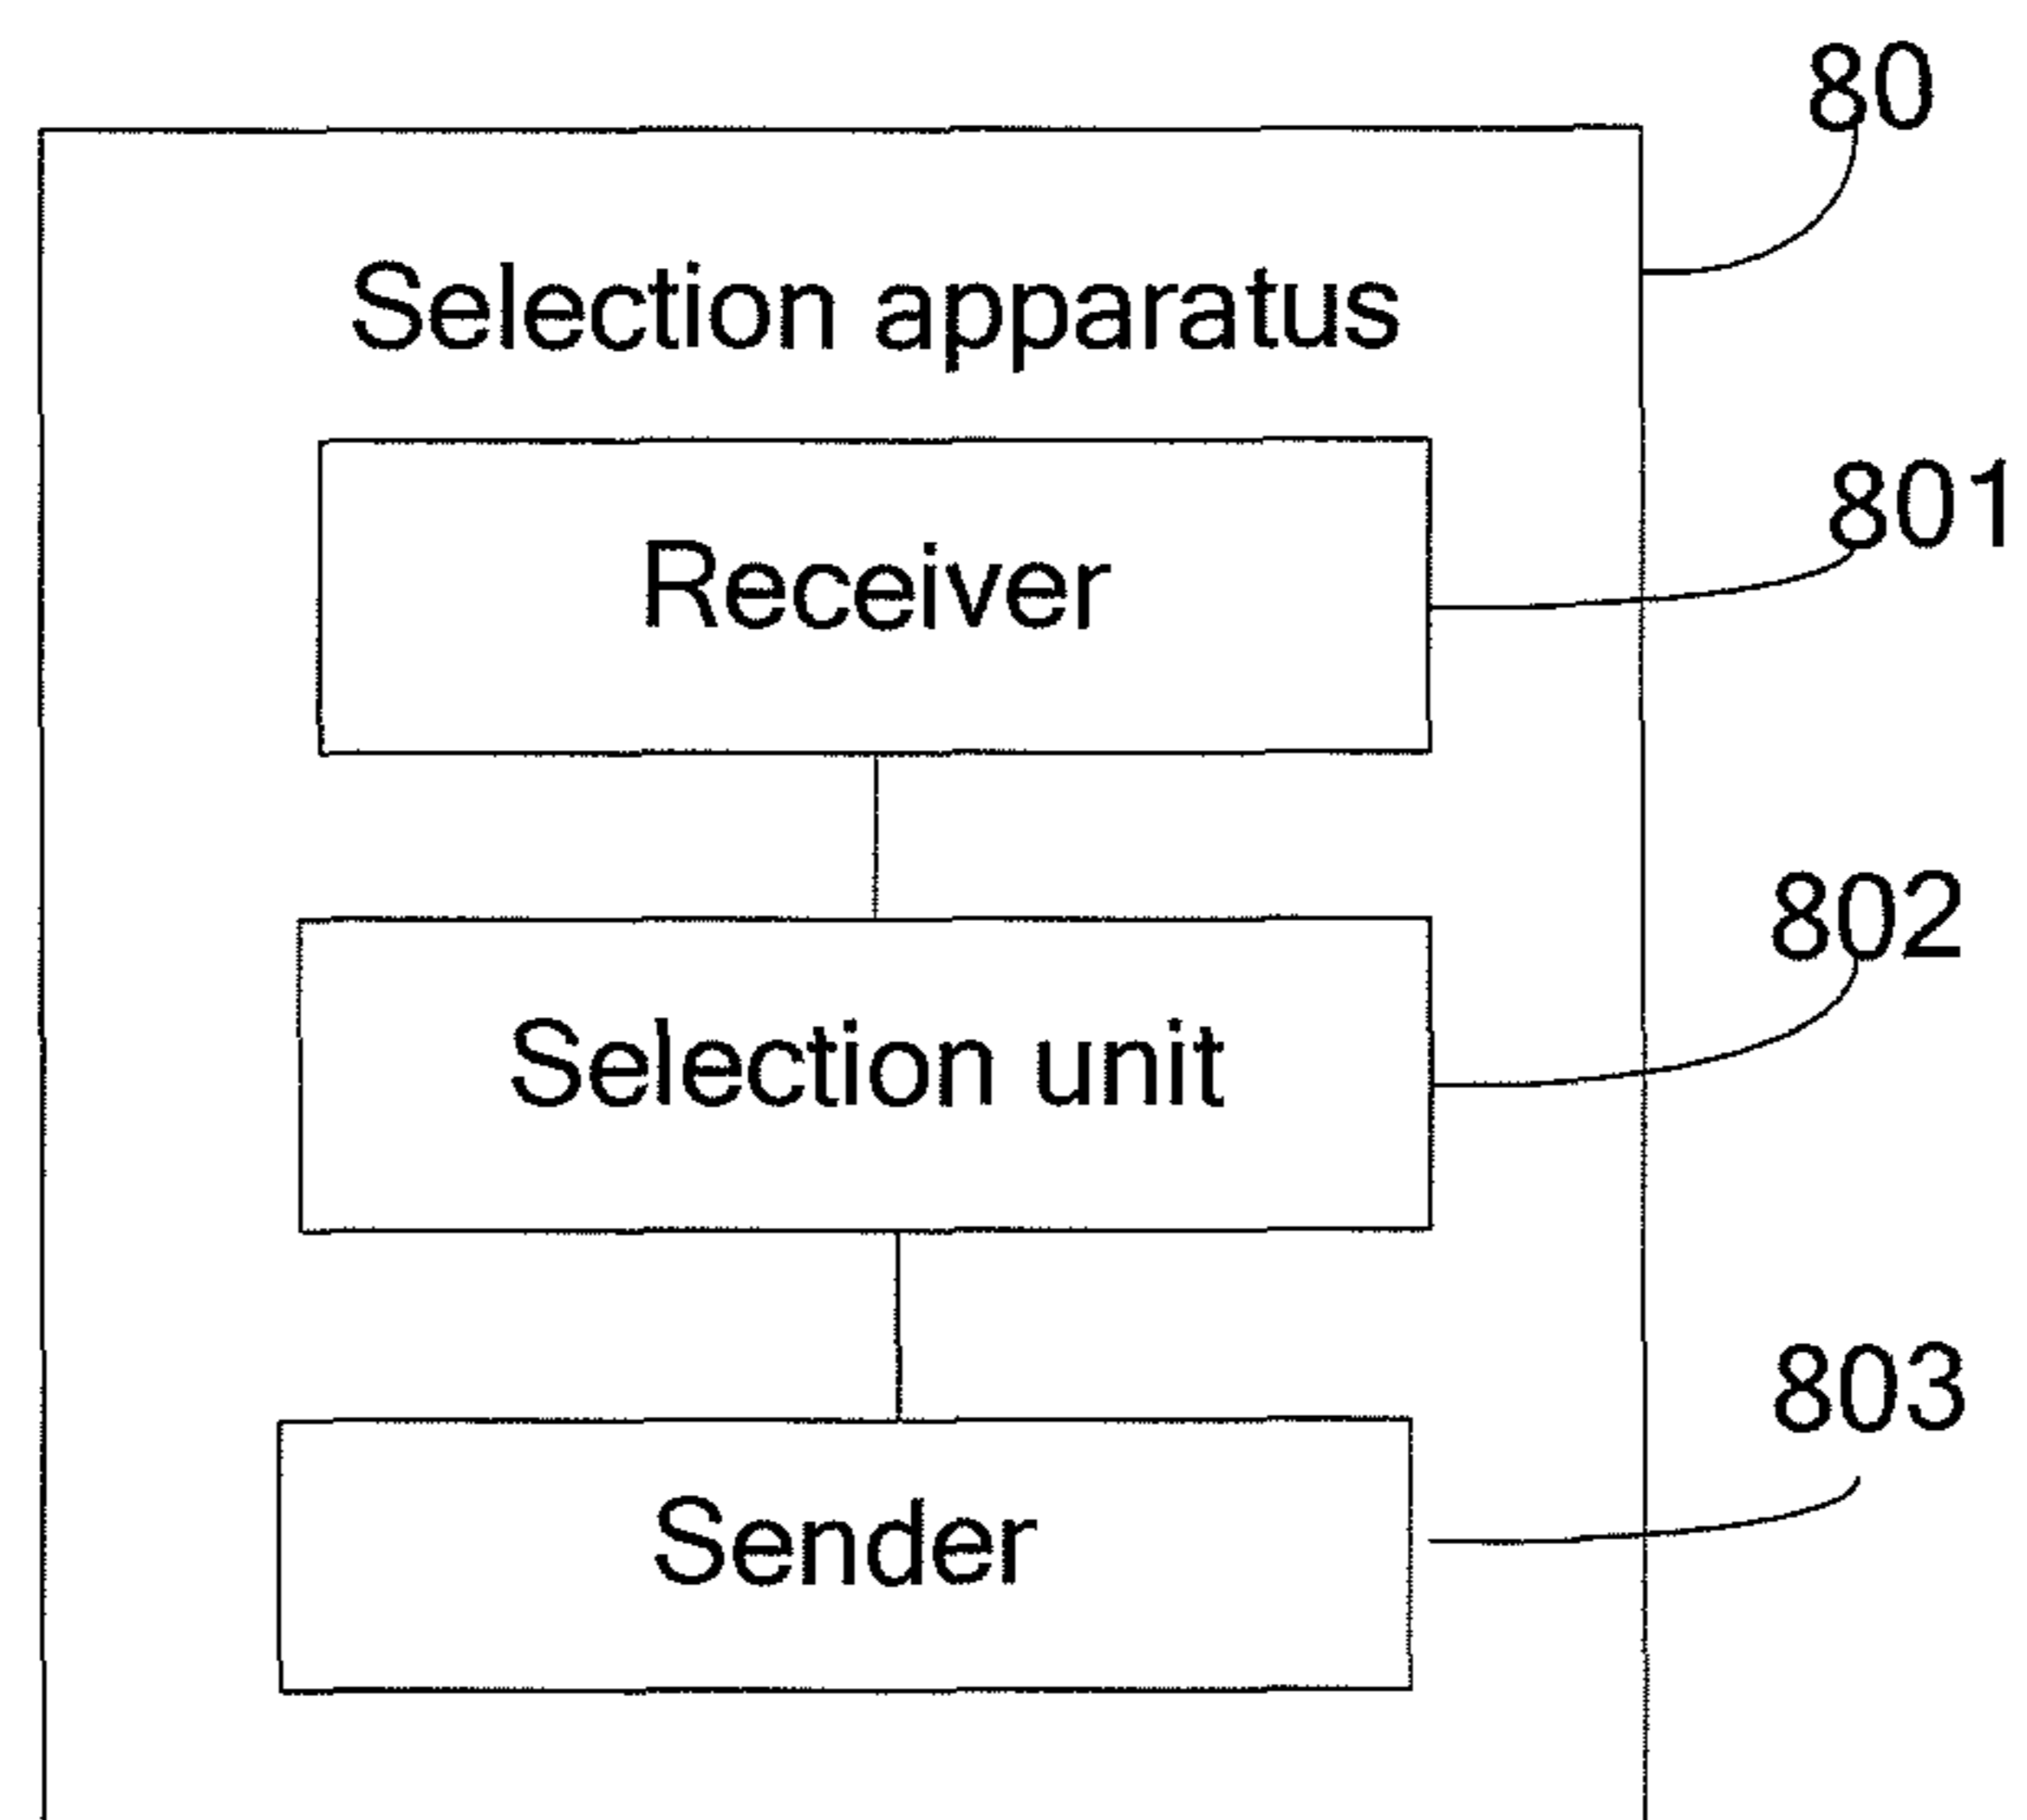 80
Selection apparatus
801
Receiver
802
Selection unit
803
Sender